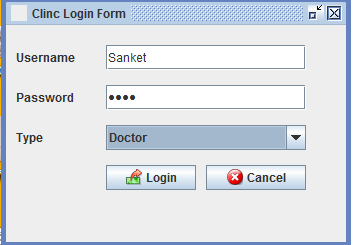 Clinc Login Form
Username Sanket
Password ••••
Type Doctor
Login Cancel